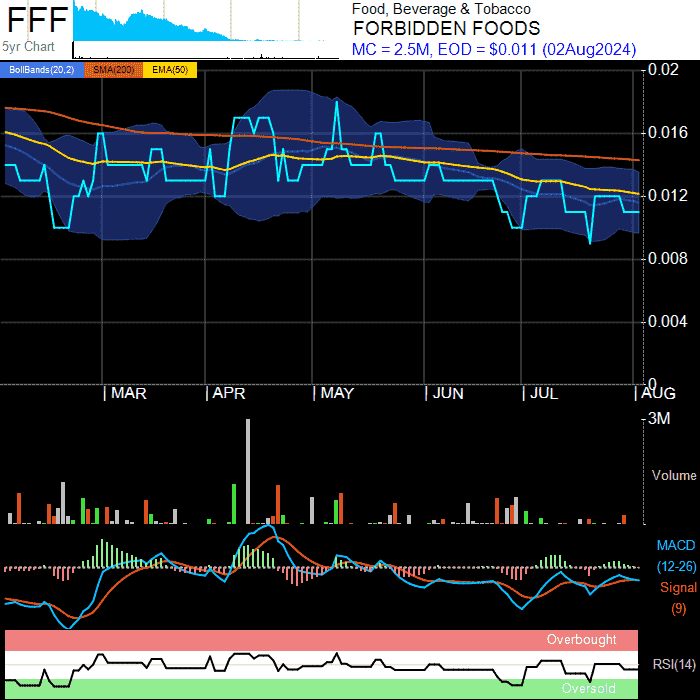 FFF
5yr Chart
Food, Beverage & Tobacco
FORBIDDEN FOODS
MC = 2.5M, EOD = $0.011 (02Aug2024)
BollBands(20,2) SMA(200) EMA(50)
0.02
0.016
0.012
0.008
0.004
0
MAR APR MAY JUN JUL AUG
3M
Volume
MACD
(12-26)
Signal
(9)
Overbought
RSI(14)
Oversold